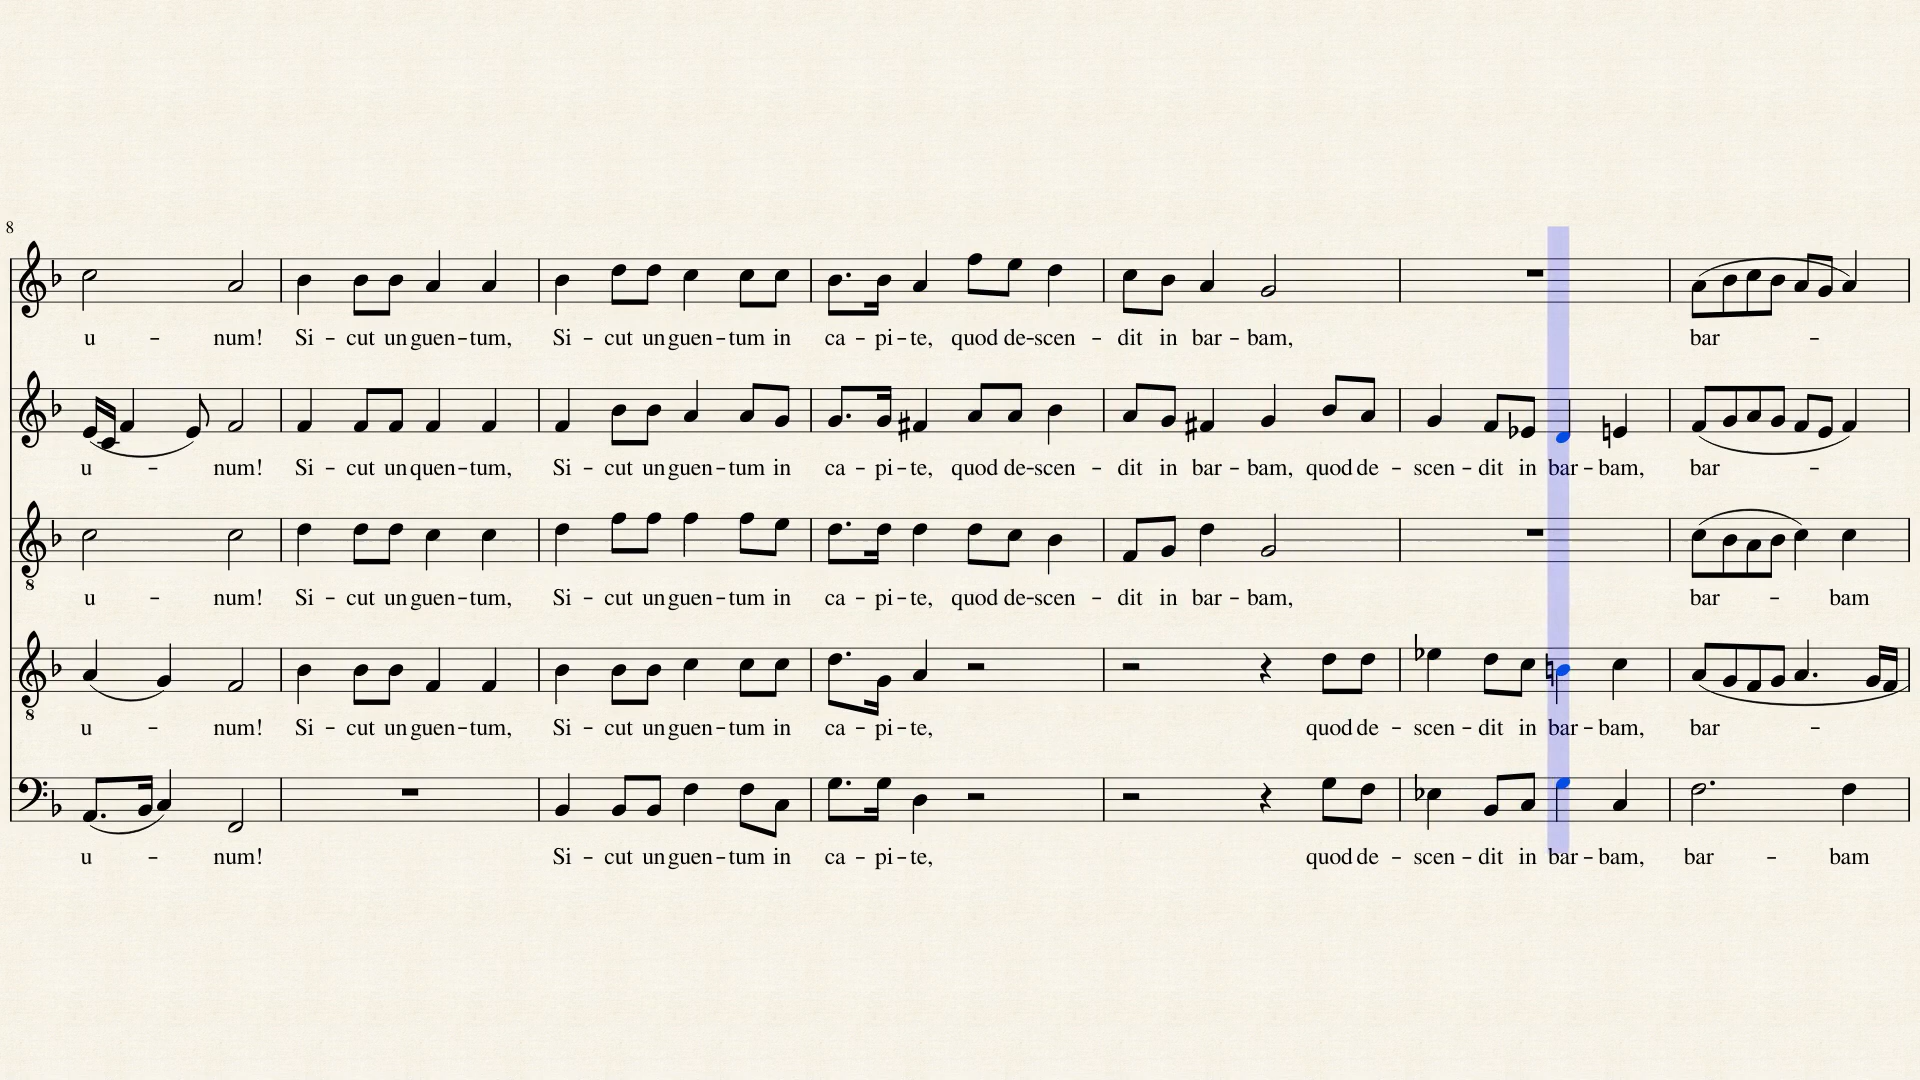 8
u - num! Si - cut un guen - tum, Si - cut un guen - tum in ca - pi - te, quod de - scen - dit in bar - bam, bar -
u - num! Si - cut un quen - tum, Si - cut un guen - tum in ca - pi - te, quod de - scen - dit in bar - bam, quod de - scen - dit in bar - bam, bar -
8
u - num! Si - cut un guen - tum, Si - cut un guen - tum in ca - pi - te, quod de - scen - dit in bar - bam, bar - bam
8
u - num! Si - cut un guen - tum, Si - cut un guen - tum in ca - pi - te, quod de - scen - dit in bar - bam, bar -
u - num! Si - cut un guen - tum in ca - pi - te, quod de - scen - dit in bar - bam, bar - bam